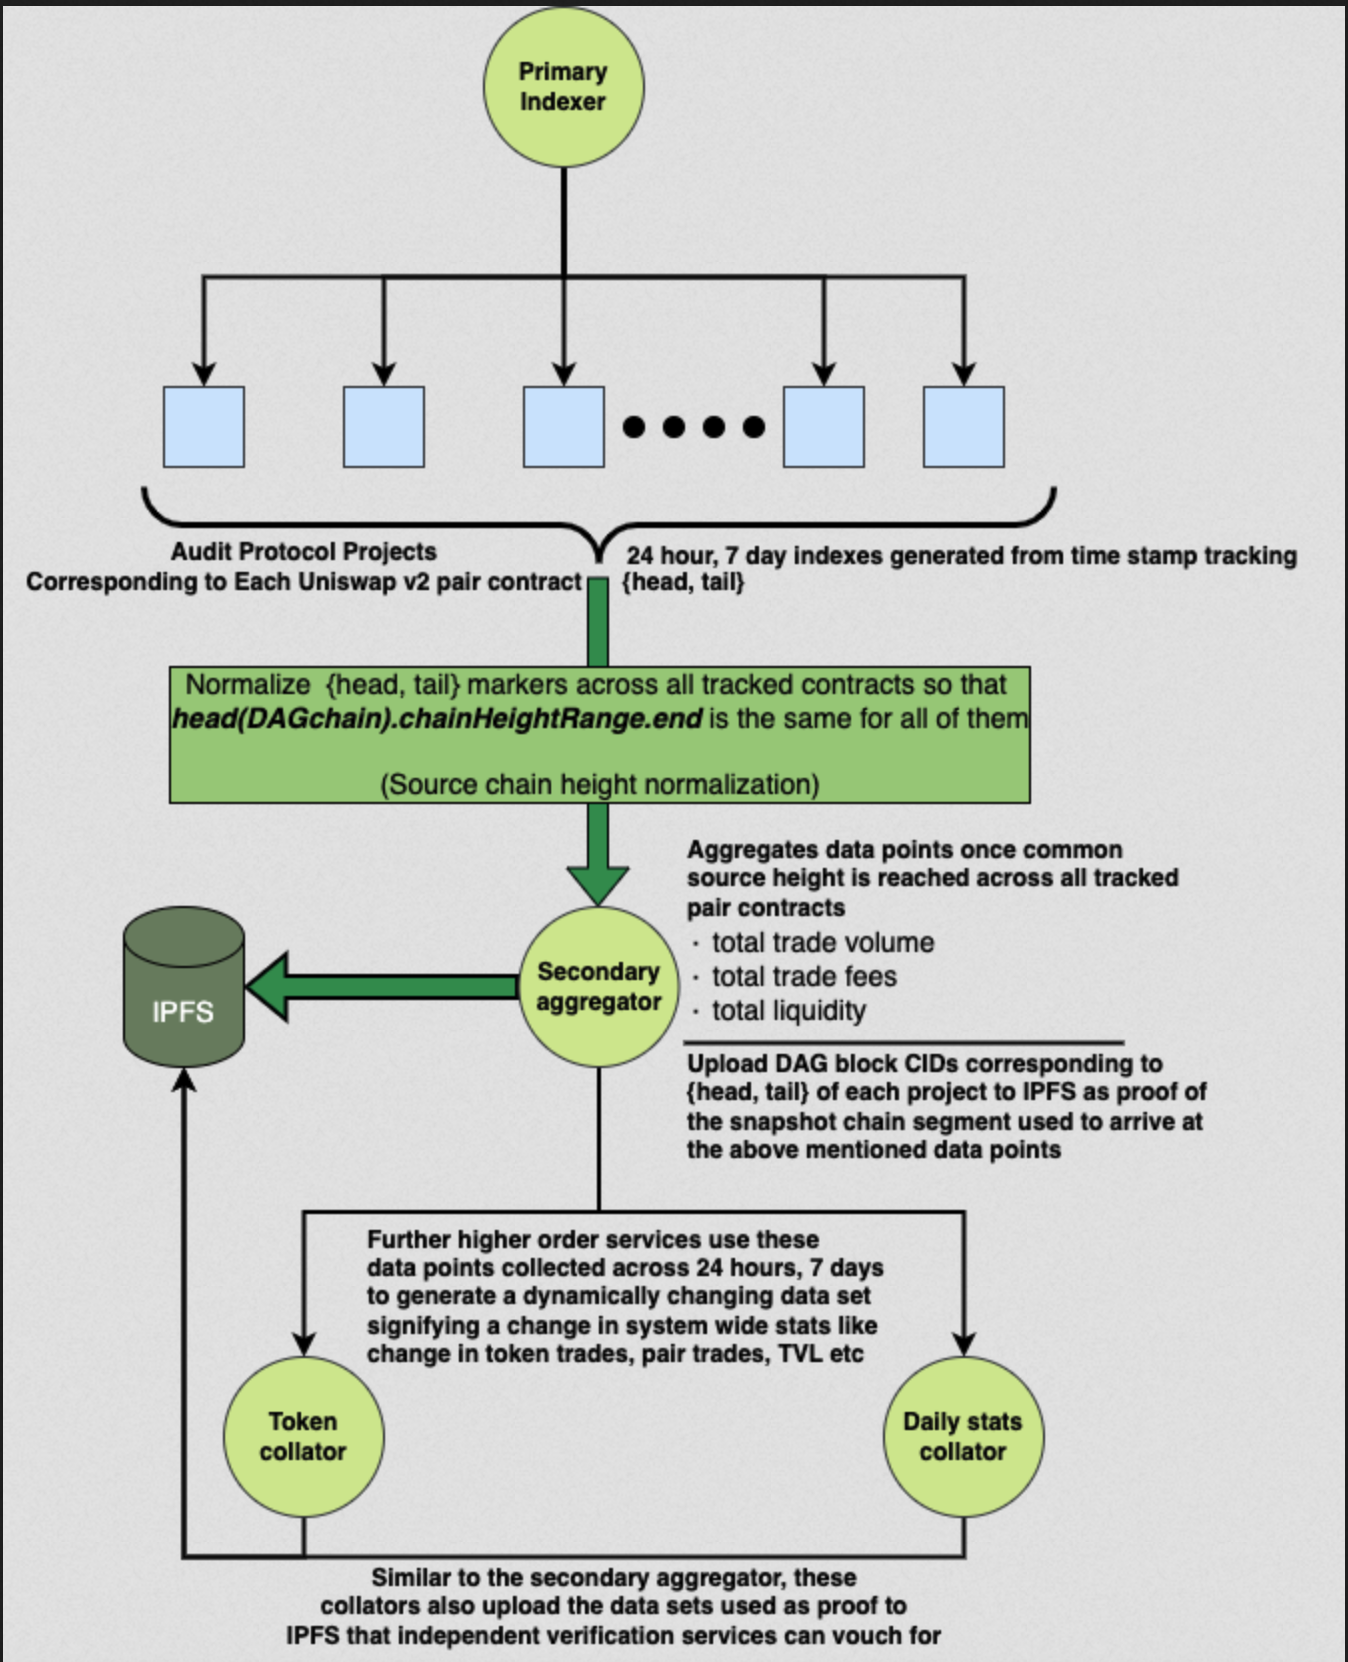 Primary
Indexer
Audit Protocol Projects
Corresponding to Each Uniswap v2 pair contract
24 hour, 7 day indexes generated from time stamp tracking
{head, tail}
Normalize {head, tail} markers across all tracked contracts so that
head(DAGchain).chainHeightRange.end is the same for all of them
(Source chain height normalization)
Aggregates data points once common
source height is reached across all tracked
pair contracts
· total trade volume
· total trade fees
· total liquidity
Secondary
aggregator
IPFS
Upload DAG block CIDs corresponding to
{head, tail} of each project to IPFS as proof of
the snapshot chain segment used to arrive at
the above mentioned data points
Further higher order services use these
data points collected across 24 hours, 7 days
to generate a dynamically changing data set
signifying a change in system wide stats like
change in token trades, pair trades, TVL etc
Token
collator
Daily stats
collator
Similar to the secondary aggregator, these
collators also upload the data sets used as proof to
IPFS that independent verification services can vouch for